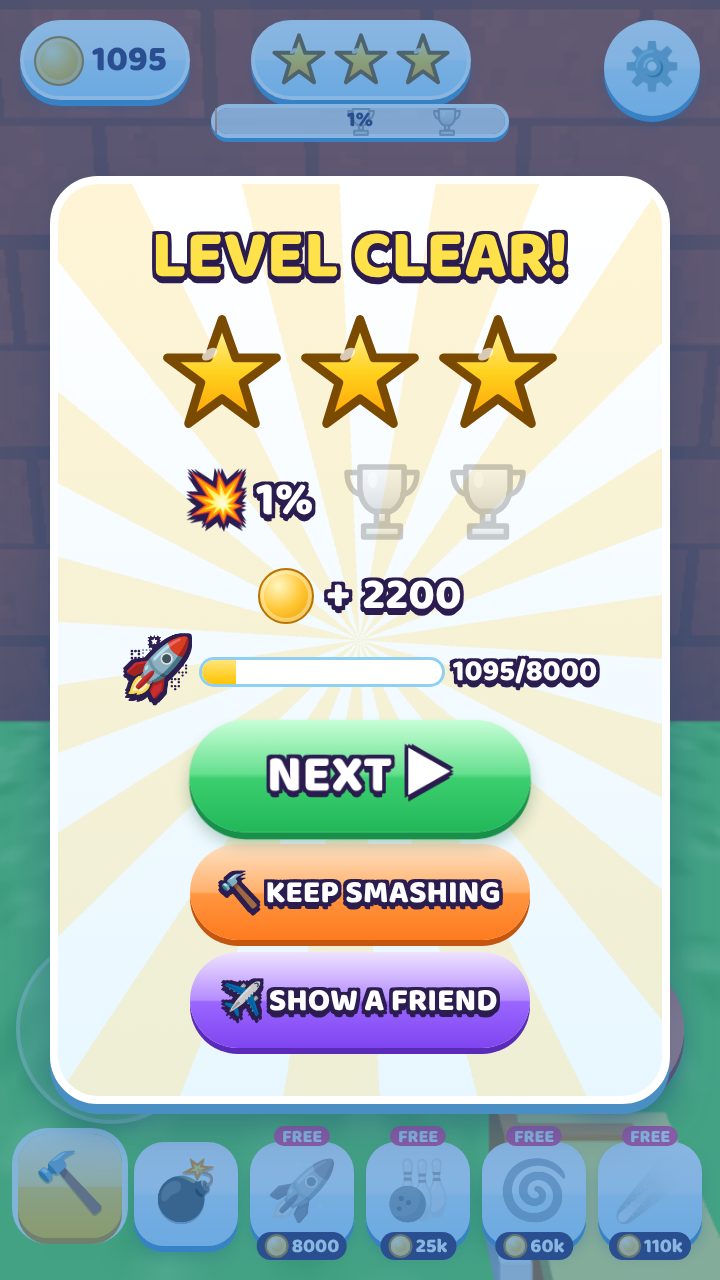 1095
1%
LEVEL CLEAR!
1%
+ 2200
1095/8000
NEXT
KEEP SMASHING
SHOW A FRIEND
FREE FREE FREE FREE
8000 25k 60k 110k